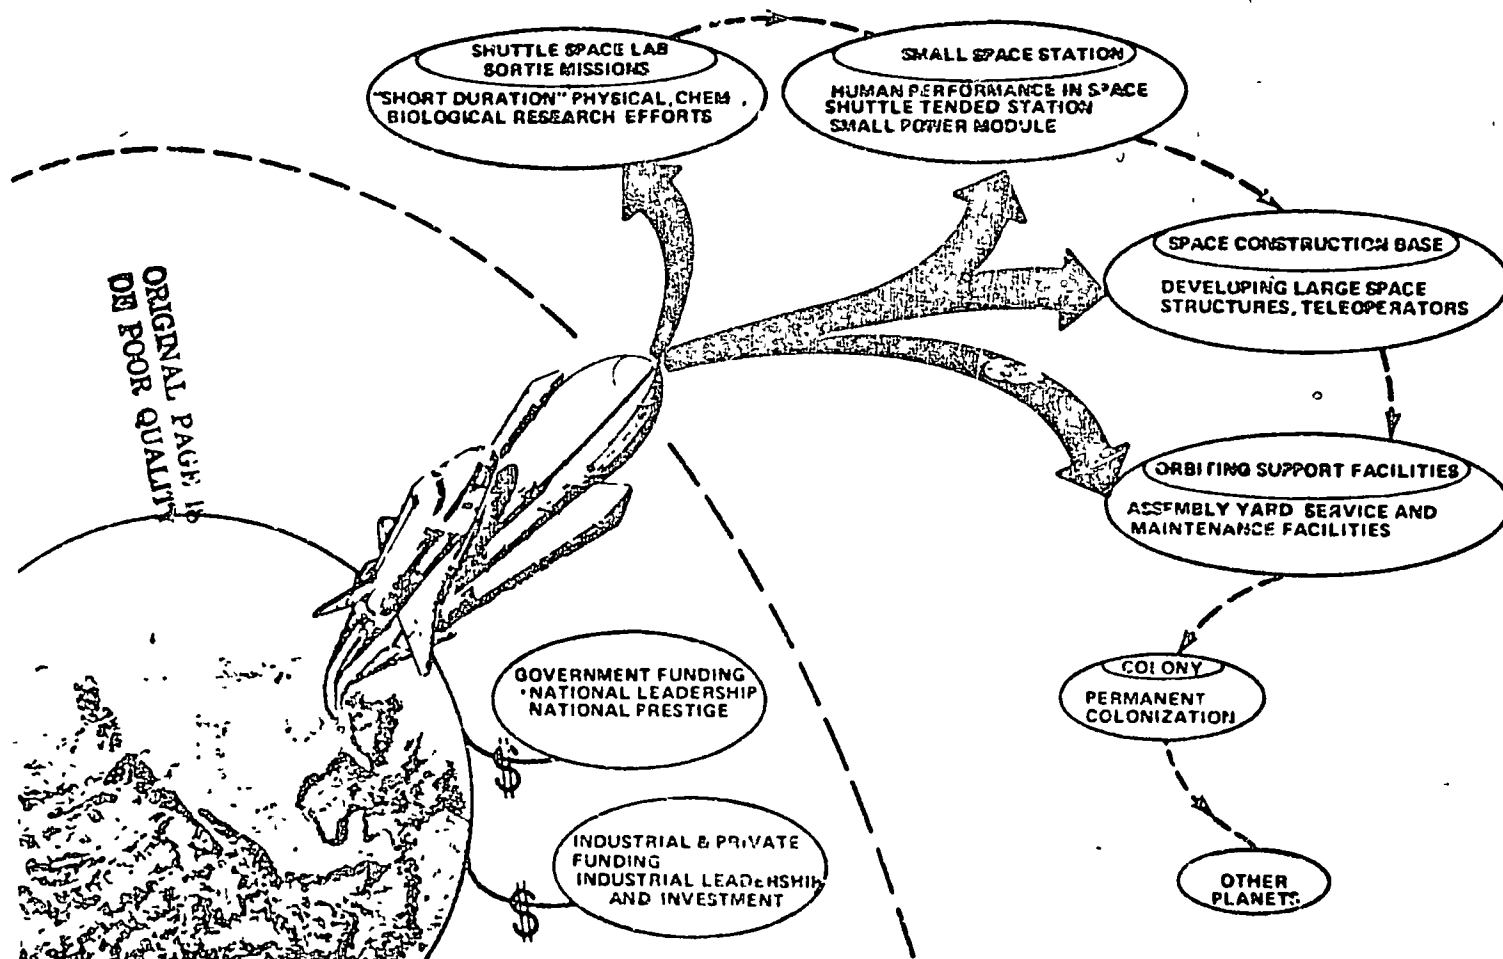 SHUTTLE SPACE LAB
SORTIE MISSIONS
"SHORT DURATION" PHYSICAL, CHEM,
BIOLOGICAL RESEARCH EFFORTS
SMALL SPACE STATION
HUMAN PERFORMANCE IN SPACE
SHUTTLE TENDED STATION
SMALL POWER MODULE
SPACE CONSTRUCTION BASE
DEVELOPING LARGE SPACE
STRUCTURES, TELEOPERATORS
ORBITING SUPPORT FACILITIES
ASSEMBLY YARD SERVICE AND
MAINTENANCE FACILITIES
COLONY
PERMANENT
COLONIZATION
OTHER
PLANETS
ORIGINAL PAGE IS
OF POOR QUALITY
GOVERNMENT FUNDING
·NATIONAL LEADERSHIP
NATIONAL PRESTIGE
$
INDUSTRIAL & PRIVATE
FUNDING
INDUSTRIAL LEADERSHIP
AND INVESTMENT
$